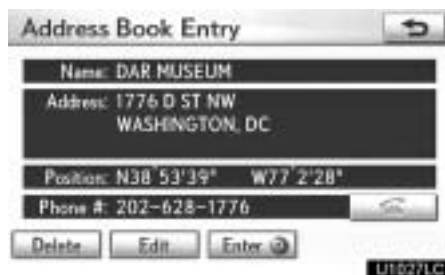 Address Book Entry
Name: DAR MUSEUM
Address: 1776 D ST NW
WASHINGTON, DC
Position: N38°53'39" W77°2'28"
Phone #: 202-628-1776
Delete Edit Enter
U1027LC